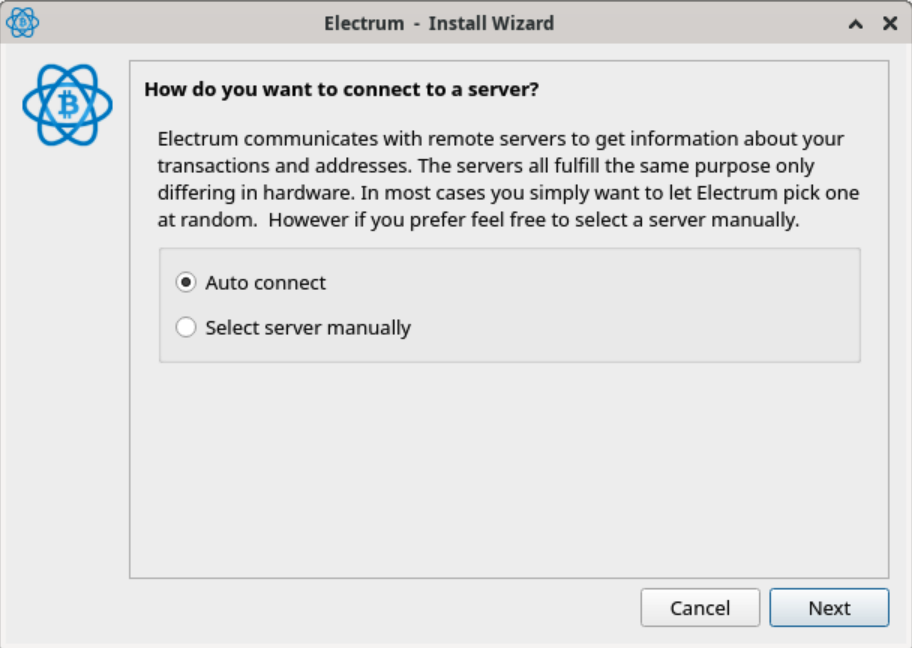 Electrum - Install Wizard
How do you want to connect to a server?
Electrum communicates with remote servers to get information about your
transactions and addresses. The servers all fulfill the same purpose only
differing in hardware. In most cases you simply want to let Electrum pick one
at random.  However if you prefer feel free to select a server manually.
Auto connect
Select server manually
Cancel
Next